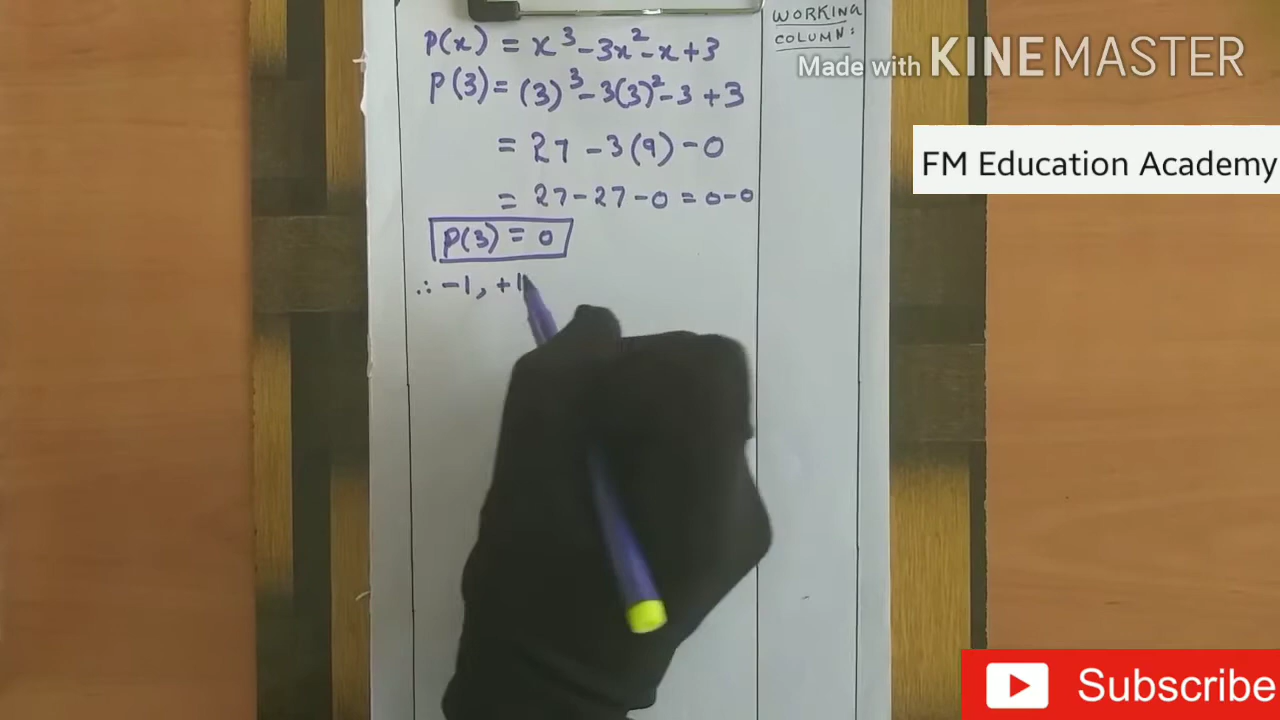 P(x) = x³ - 3x² - x + 3
P(3) = (3)³ - 3(3)² - 3 + 3
= 27 - 3(9) - 0
= 27 - 27 - 0 = 0 - 0
P(3) = 0
∴ -1, +1
WORKING
COLUMN:
Made with KINEMASTER
FM Education Academy
Subscribe